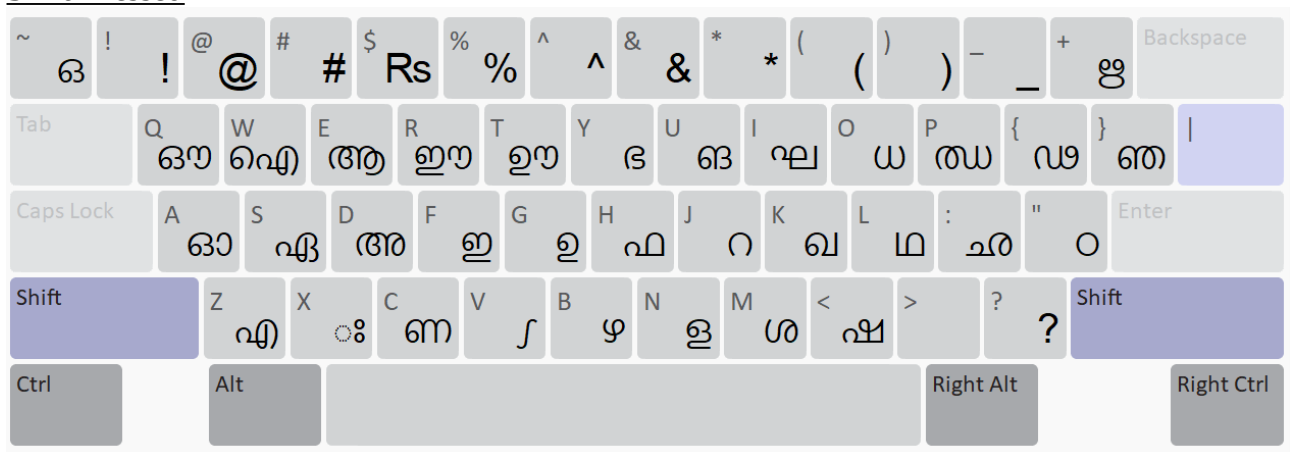 ~ ഒ ! ! @ @ # # $ Rs % % ^ ^ & & * * ( ( ) ) _ _ + ഋ Backspace
Tab Q ഔ W ഐ E ആ R ഈ T ഊ Y ഭ U ങ I ഘ O ധ P ഝ { ഢ } ഞ |
Caps Lock A ഓ S ഏ D അ F ഇ G ഉ H ഫ J റ K ഖ L ഥ : ഛ " ഠ Enter
Shift Z എ X ഃ C ണ V ᔑ B ഴ N ള M ശ < ഷ > ? ? Shift
Ctrl Alt Right Alt Right Ctrl